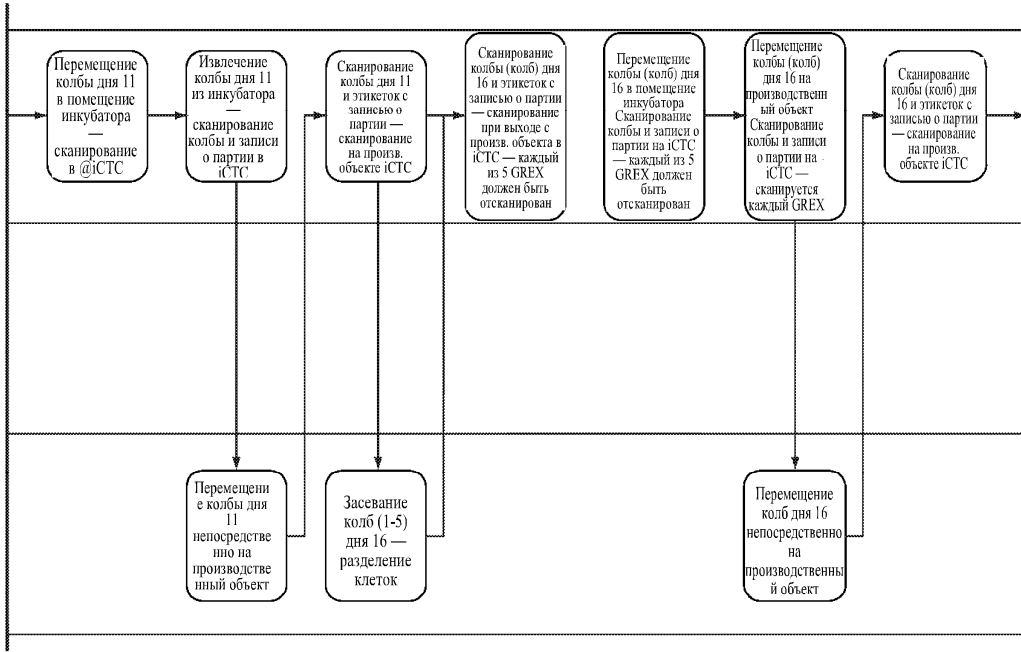 Перемещение
колбы дня 11
в помещение
инкубатора
—
сканирование
в @iCTC
Извлечение
колбы дня 11
из инкубатора
—
сканирование
колбы и записи
о партии в
iCTC
Сканирование
колбы дня 11
и этикеток с
записью о
партии —
сканирование
на произв.
объекте iCTC
Сканирование
колбы (колб) дня
16 и этикеток с
записью о партии
— сканирование
при выходе с
произв. объекта в
iCTC — каждый
из 5 GREX
должен быть
отсканирован
Перемещение
колбы (колб) дня
16 в помещение
инкубатора
Сканирование
колбы и записи о
партии на iCTC
— каждый из 5
GREX должен
быть
отсканирован
Перемещение
колбы (колб)
дня 16 на
производственн
ый объект
Сканирование
колбы и записи
о партии на
iCTC —
сканируется
каждый GREX
Сканирование
колбы (колб) дня
16 и этикеток с
записью о партии
— сканирование
на произв.
объекте iCTC
Перемещени
е колбы дня
11
непосредстве
нно на
производстве
нный объект
Засевание
колб (1-5)
дня 16 —
разделение
клеток
Перемещение
колб дня 16
непосредственно
на
производственны
й объект